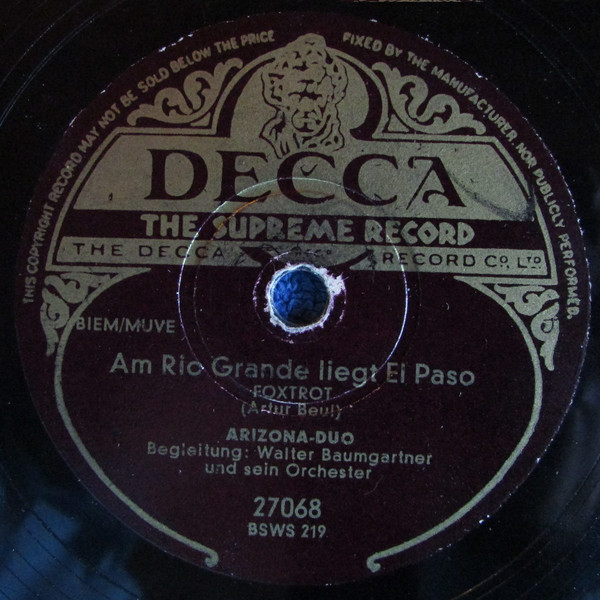 THIS COPYRIGHT RECORD MAY NOT BE SOLD BELOW THE PRICE FIXED BY THE MANUFACTURER. NOR PUBLICLY PERFORMED.
DECCA
THE SUPREME RECORD
THE DECCA RECORD CO., LTD.
BIEM/MUVE
Am Rio Grande liegt El Paso
FOXTROT
(Artur Beul)
ARIZONA-DUO
Begleitung: Walter Baumgartner
und sein Orchester
27068
BSWS 219